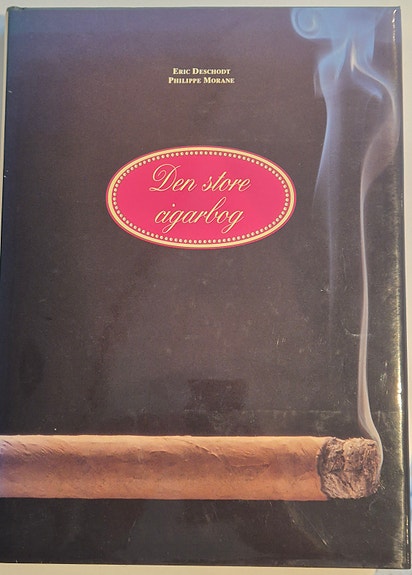 ERIC DESCHODT
PHILIPPE MORANE
Den store
cigarbog